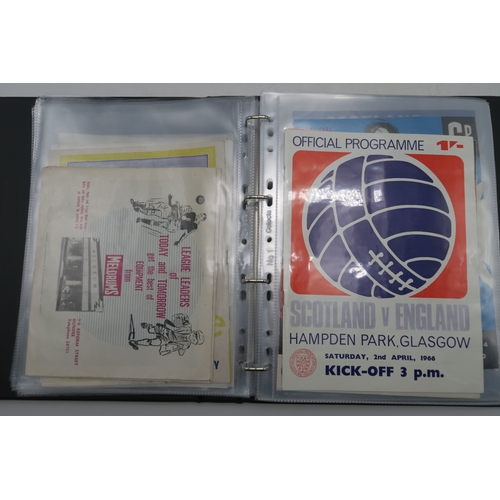 LEAGUE LEADERS
of
TODAY and TOMORROW
get the best of
EQUIPMENT
from
MELDRUMS
OFFICIAL PROGRAMME 1/-
SCOTLAND V ENGLAND
HAMPDEN PARK, GLASGOW
SATURDAY, 2nd APRIL, 1966
KICK-OFF 3 p.m.